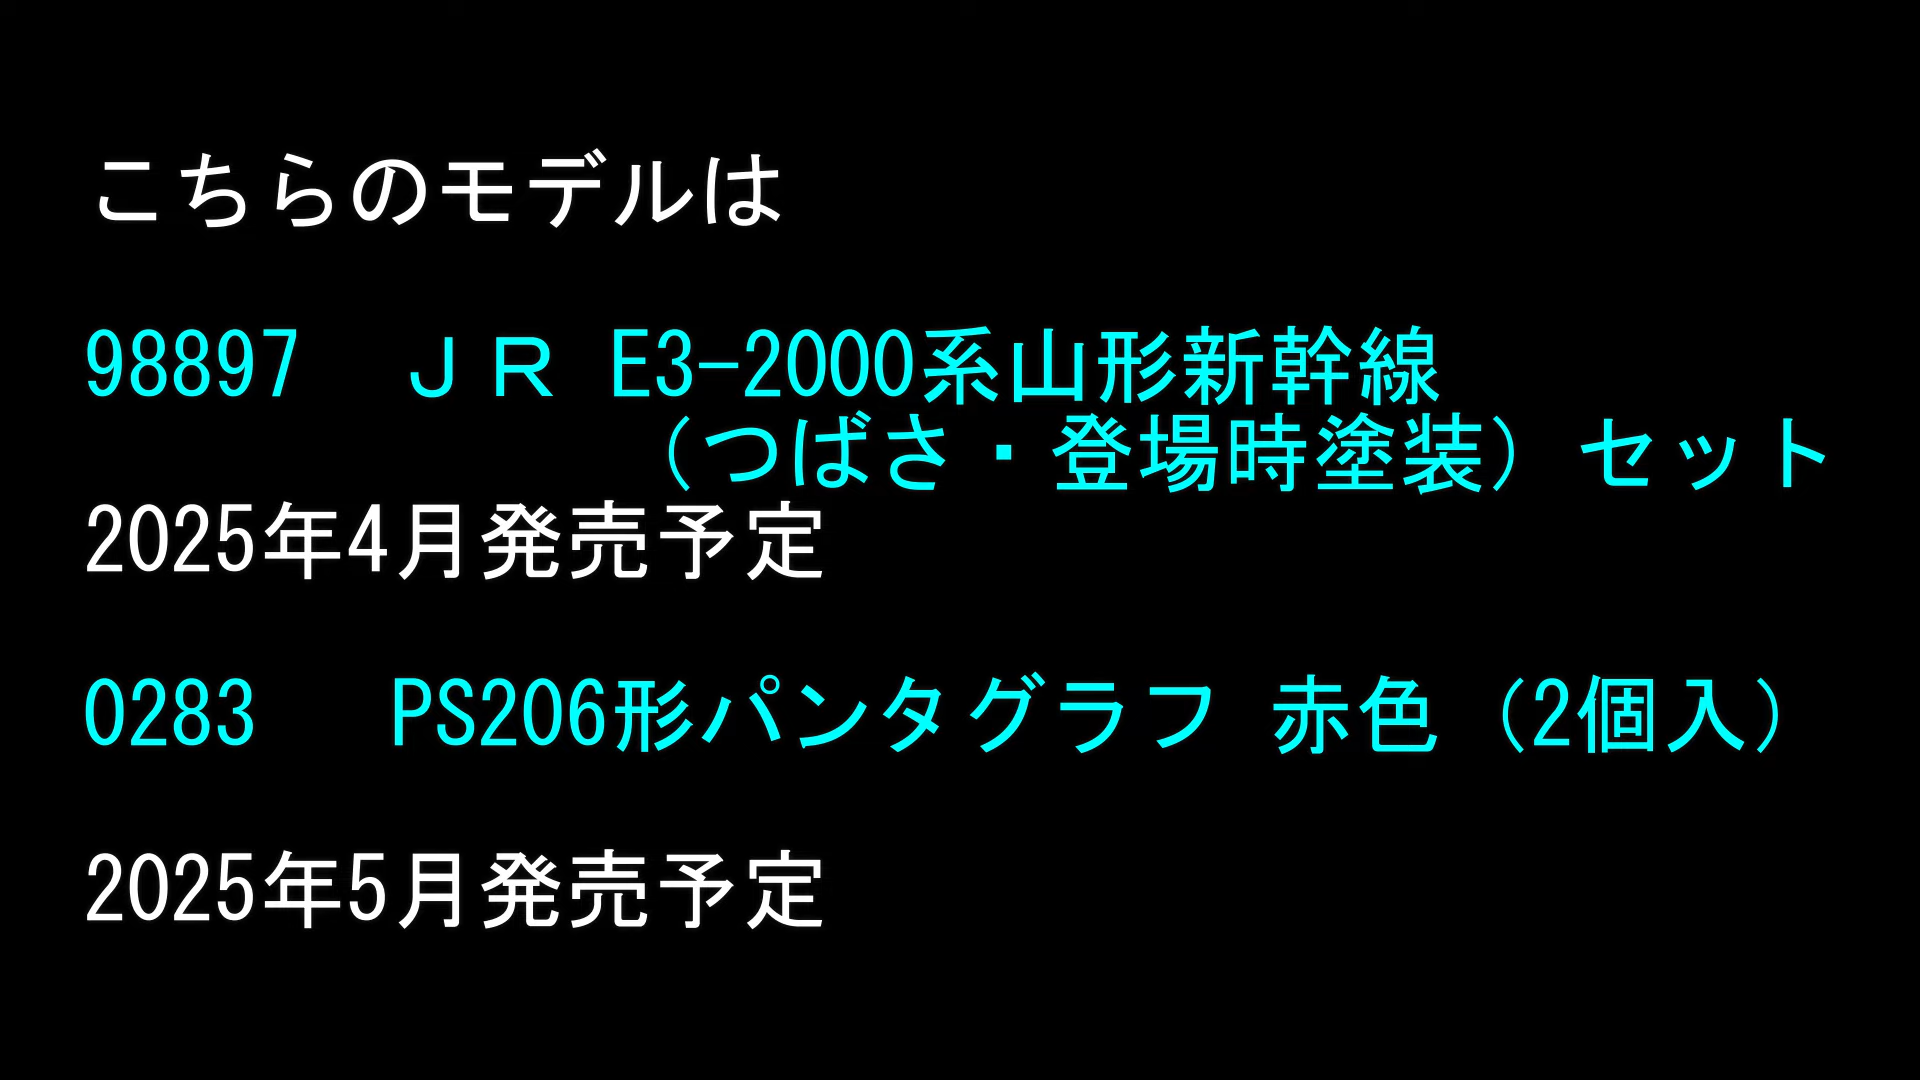 こちらのモデルは
98897　ＪＲ E3-2000系山形新幹線
（つばさ・登場時塗装）セット
2025年4月発売予定
0283　PS206形パンタグラフ 赤色（2個入）
2025年5月発売予定